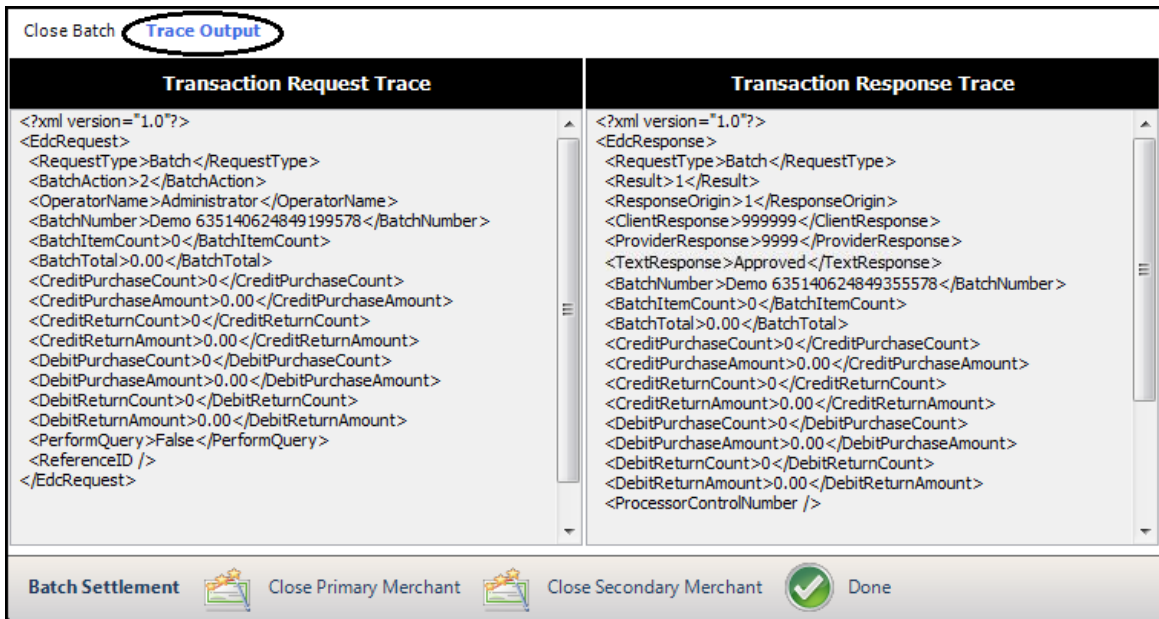 Close Batch Trace Output
Transaction Request Trace
<?xml version="1.0"?>
<EdcRequest>
<RequestType>Batch</RequestType>
<BatchAction>2</BatchAction>
<OperatorName>Administrator</OperatorName>
<BatchNumber>Demo 635140624849199578</BatchNumber>
<BatchItemCount>0</BatchItemCount>
<BatchTotal>0.00</BatchTotal>
<CreditPurchaseCount>0</CreditPurchaseCount>
<CreditPurchaseAmount>0.00</CreditPurchaseAmount>
<CreditReturnCount>0</CreditReturnCount>
<CreditReturnAmount>0.00</CreditReturnAmount>
<DebitPurchaseCount>0</DebitPurchaseCount>
<DebitPurchaseAmount>0.00</DebitPurchaseAmount>
<DebitReturnCount>0</DebitReturnCount>
<DebitReturnAmount>0.00</DebitReturnAmount>
<PerformQuery>False</PerformQuery>
<ReferenceID />
</EdcRequest>
Transaction Response Trace
<?xml version="1.0"?>
<EdcResponse>
<RequestType>Batch</RequestType>
<Result>1</Result>
<ResponseOrigin>1</ResponseOrigin>
<ClientResponse>999999</ClientResponse>
<ProviderResponse>9999</ProviderResponse>
<TextResponse>Approved</TextResponse>
<BatchNumber>Demo 635140624849355578</BatchNumber>
<BatchItemCount>0</BatchItemCount>
<BatchTotal>0.00</BatchTotal>
<CreditPurchaseCount>0</CreditPurchaseCount>
<CreditPurchaseAmount>0.00</CreditPurchaseAmount>
<CreditReturnCount>0</CreditReturnCount>
<CreditReturnAmount>0.00</CreditReturnAmount>
<DebitPurchaseCount>0</DebitPurchaseCount>
<DebitPurchaseAmount>0.00</DebitPurchaseAmount>
<DebitReturnCount>0</DebitReturnCount>
<DebitReturnAmount>0.00</DebitReturnAmount>
<ProcessorControlNumber />
Batch Settlement Close Primary Merchant Close Secondary Merchant Done